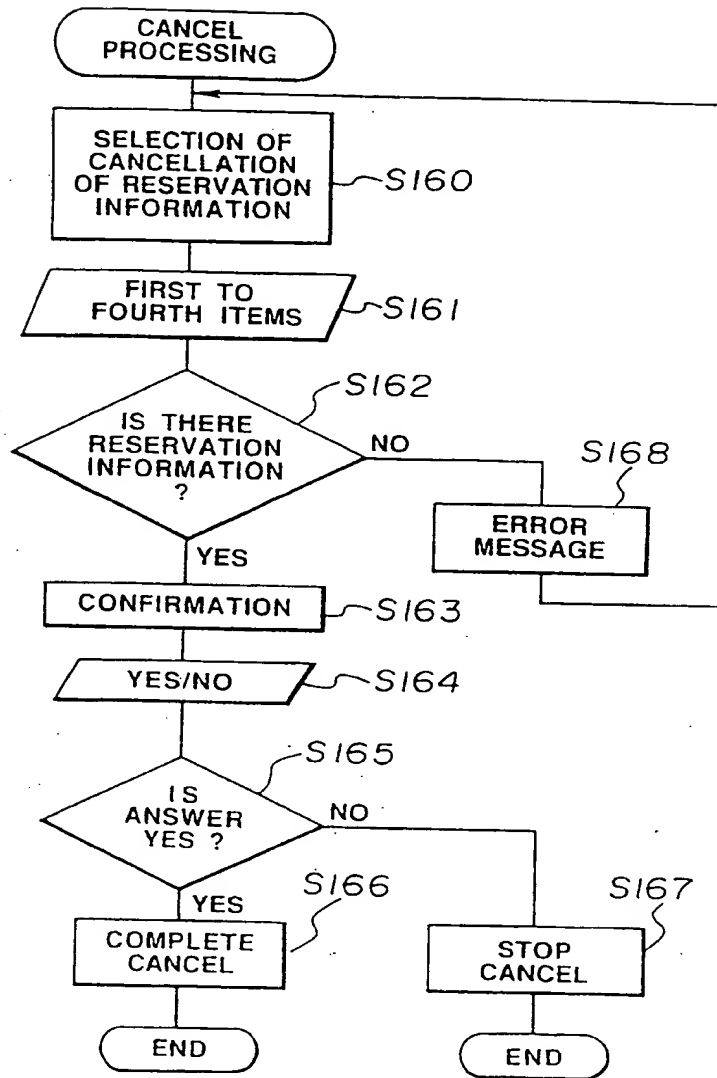 CANCEL
PROCESSING
SELECTION OF
CANCELLATION
OF RESERVATION
INFORMATION
S160
FIRST TO
FOURTH ITEMS
S161
S162
IS THERE
RESERVATION
INFORMATION
?
NO
S168
ERROR
MESSAGE
YES
CONFIRMATION
S163
YES/NO
S164
S165
IS
ANSWER
YES ?
NO
YES
S166
COMPLETE
CANCEL
S167
STOP
CANCEL
END
END